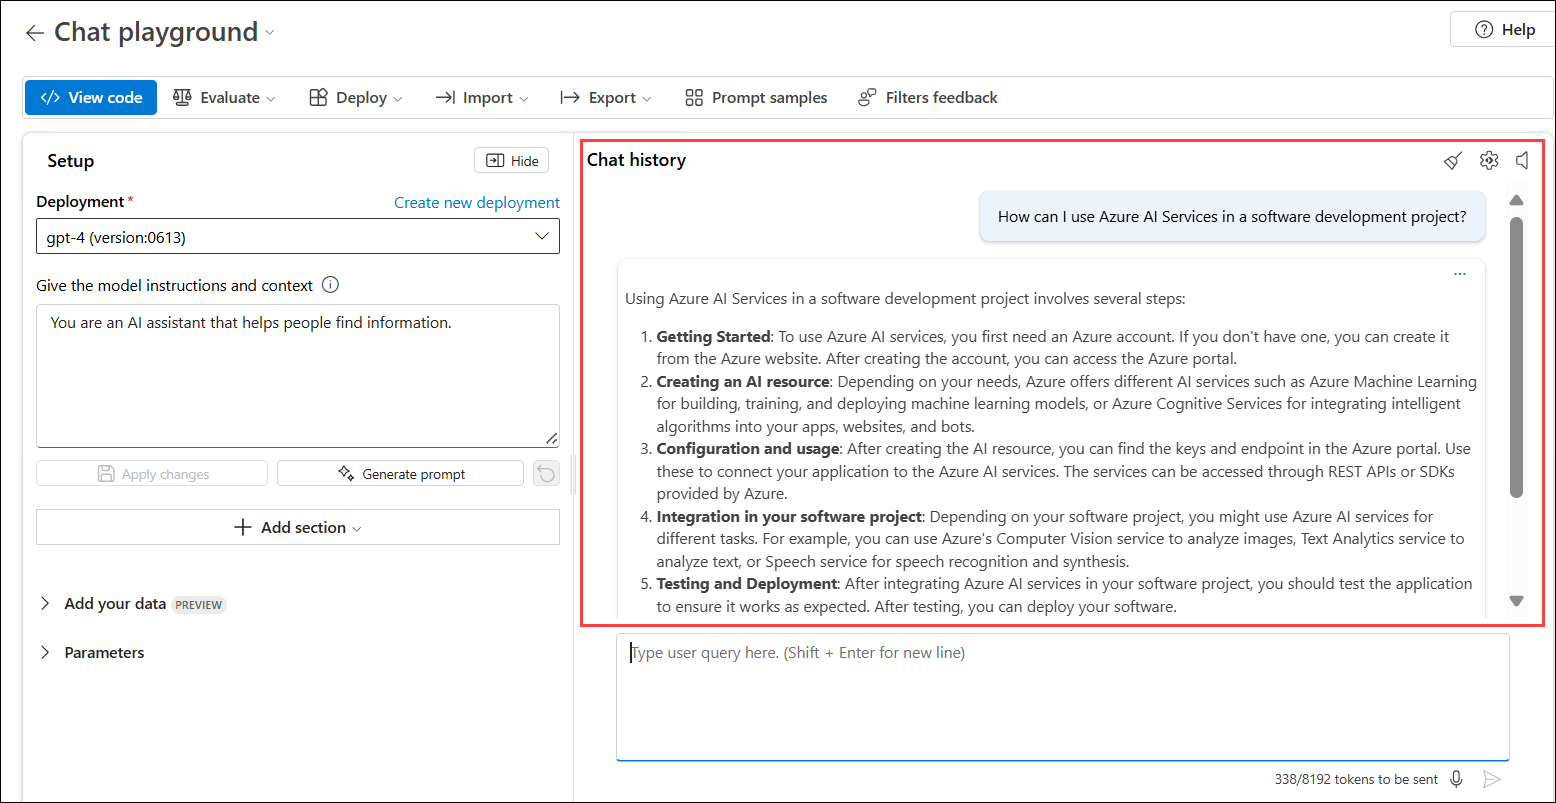 Chat playground
Help
View code
Evaluate
Deploy
Import
Export
Prompt samples
Filters feedback
Setup
Hide
Deployment *
Create new deployment
gpt-4 (version:0613)
Give the model instructions and context
You are an AI assistant that helps people find information.
Apply changes
Generate prompt
Add section
Add your data PREVIEW
Parameters
Chat history
How can I use Azure AI Services in a software development project?
...
Using Azure AI Services in a software development project involves several steps:
1. Getting Started: To use Azure AI services, you first need an Azure account. If you don't have one, you can create it
from the Azure website. After creating the account, you can access the Azure portal.
2. Creating an AI resource: Depending on your needs, Azure offers different AI services such as Azure Machine Learning
for building, training, and deploying machine learning models, or Azure Cognitive Services for integrating intelligent
algorithms into your apps, websites, and bots.
3. Configuration and usage: After creating the AI resource, you can find the keys and endpoint in the Azure portal. Use
these to connect your application to the Azure AI services. The services can be accessed through REST APIs or SDKs
provided by Azure.
4. Integration in your software project: Depending on your software project, you might use Azure AI services for
different tasks. For example, you can use Azure's Computer Vision service to analyze images, Text Analytics service to
analyze text, or Speech service for speech recognition and synthesis.
5. Testing and Deployment: After integrating Azure AI services in your software project, you should test the application
to ensure it works as expected. After testing, you can deploy your software.
Type user query here. (Shift + Enter for new line)
338/8192 tokens to be sent